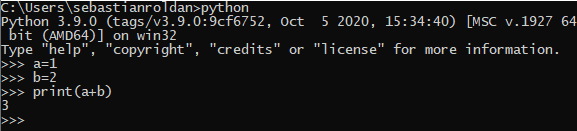 C:\Users\sebastianroldan>python
Python 3.9.0 (tags/v3.9.0:9cf6752, Oct  5 2020, 15:34:40) [MSC v.1927 64
 bit (AMD64)] on win32
Type "help", "copyright", "credits" or "license" for more information.
>>> a=1
>>> b=2
>>> print(a+b)
3
>>>